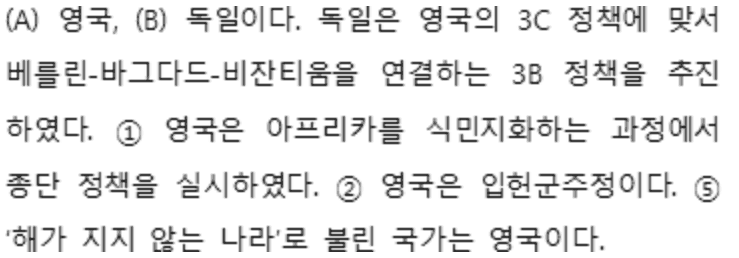 (A) 영국, (B) 독일이다. 독일은 영국의 3C 정책에 맞서
베를린-바그다드-비잔티움을 연결하는 3B 정책을 추진
하였다. ① 영국은 아프리카를 식민지화하는 과정에서
종단 정책을 실시하였다. ② 영국은 입헌군주정이다. ⑤
'해가 지지 않는 나라'로 불린 국가는 영국이다.